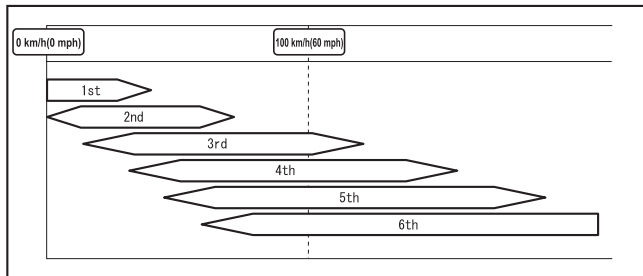 0 km/h(0 mph)
100 km/h(60 mph)
1st
2nd
3rd
4th
5th
6th